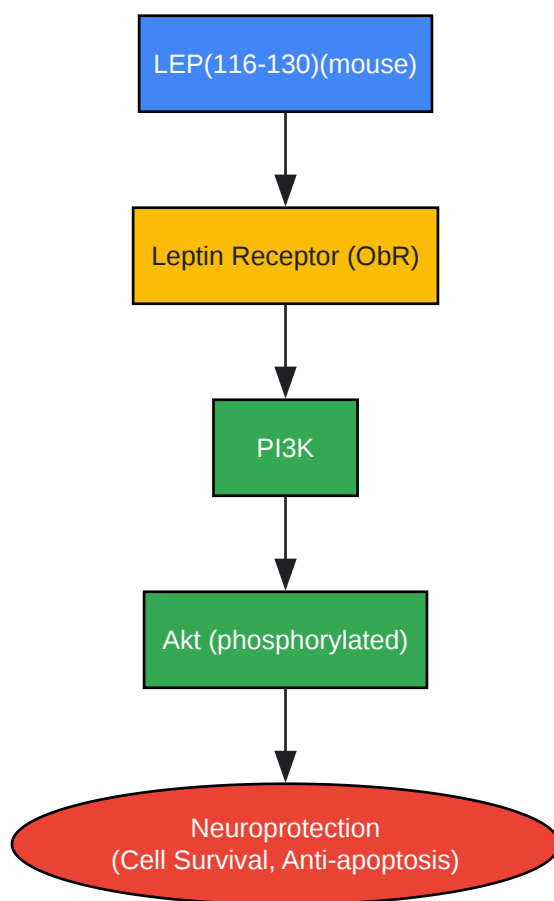 LEP(116-130)(mouse)
Leptin Receptor (ObR)
PI3K
Akt (phosphorylated)
Neuroprotection
(Cell Survival, Anti-apoptosis)